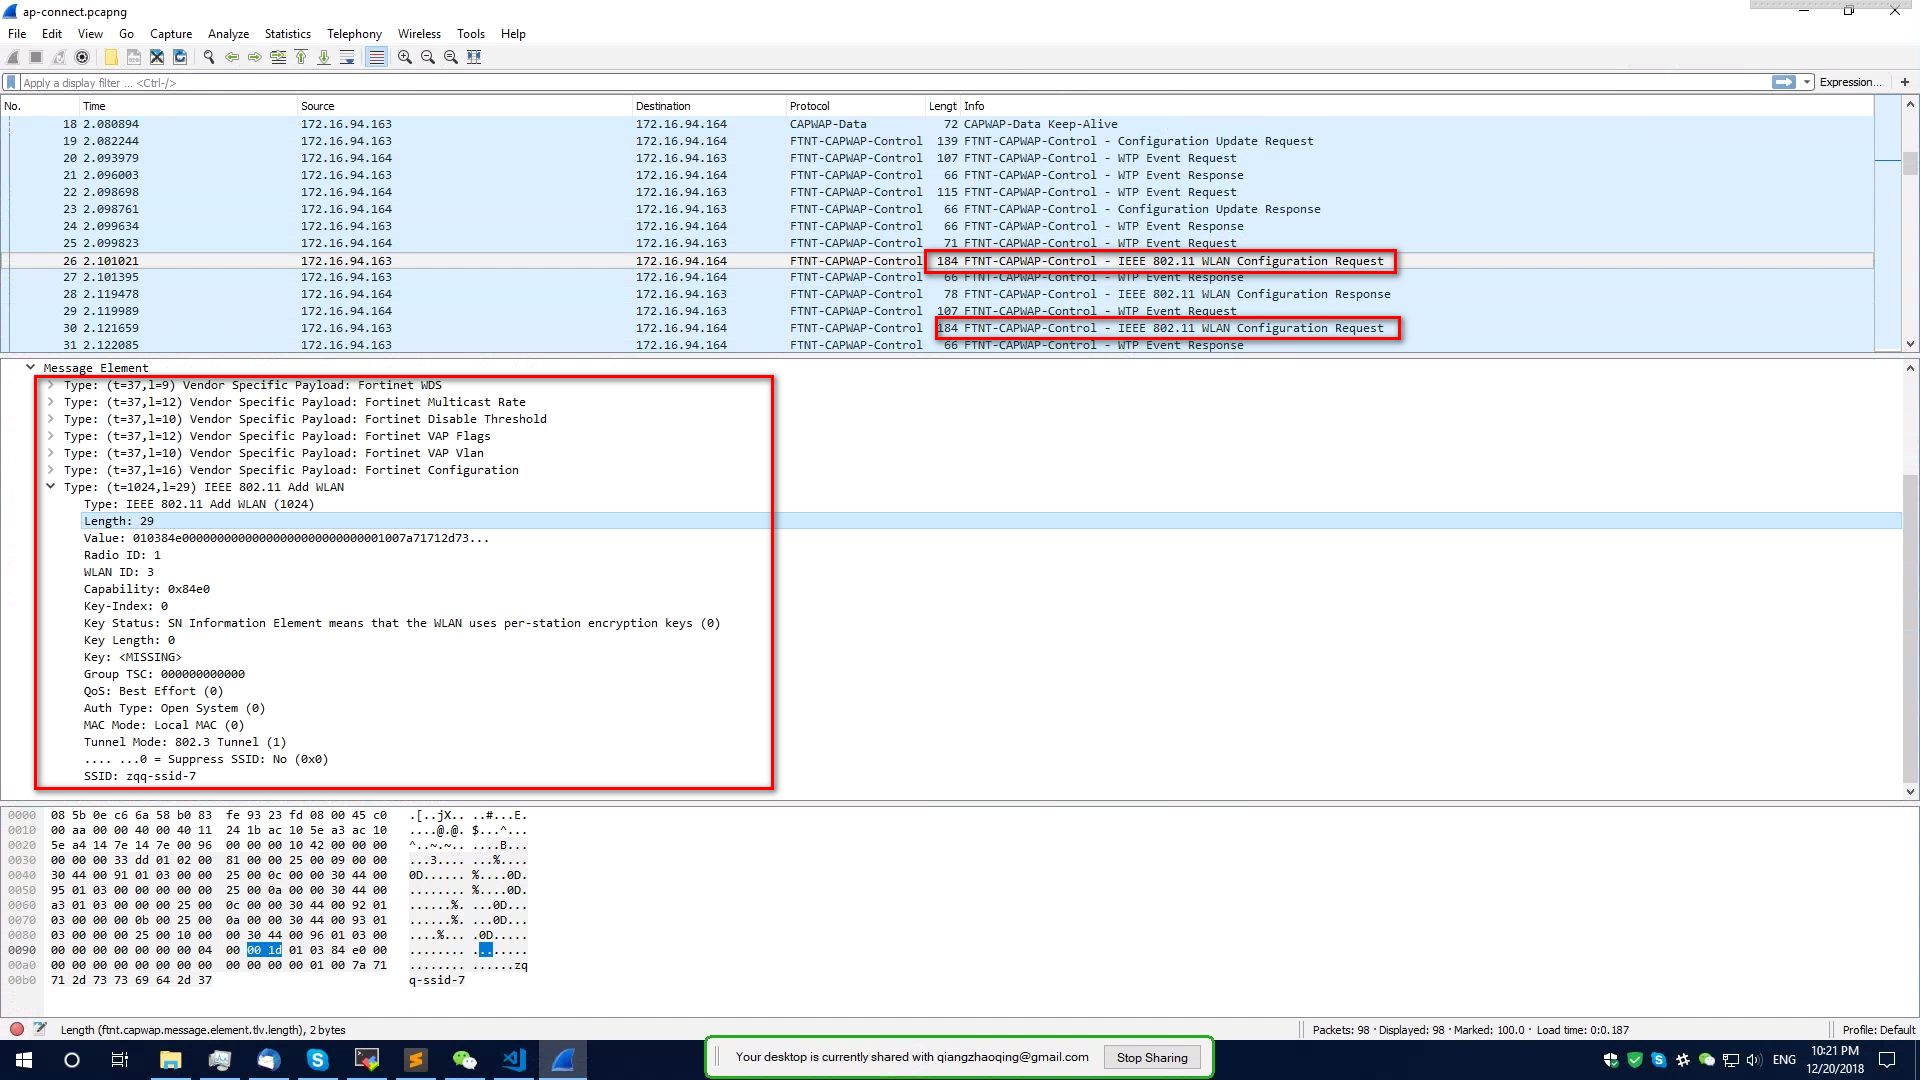 ap-connect.pcapng
File Edit View Go Capture Analyze Statistics Telephony Wireless Tools Help
Apply a display filter ... <Ctrl-/>
Expression... +
No. Time Source Destination Protocol Lengt Info
18 2.080894 172.16.94.163 172.16.94.164 CAPWAP-Data 72 CAPWAP-Data Keep-Alive
19 2.082244 172.16.94.163 172.16.94.164 FTNT-CAPWAP-Control 139 FTNT-CAPWAP-Control - Configuration Update Request
20 2.093979 172.16.94.164 172.16.94.163 FTNT-CAPWAP-Control 107 FTNT-CAPWAP-Control - WTP Event Request
21 2.096003 172.16.94.163 172.16.94.164 FTNT-CAPWAP-Control 66 FTNT-CAPWAP-Control - WTP Event Response
22 2.098698 172.16.94.164 172.16.94.163 FTNT-CAPWAP-Control 115 FTNT-CAPWAP-Control - WTP Event Request
23 2.098761 172.16.94.164 172.16.94.163 FTNT-CAPWAP-Control 66 FTNT-CAPWAP-Control - Configuration Update Response
24 2.099634 172.16.94.163 172.16.94.164 FTNT-CAPWAP-Control 66 FTNT-CAPWAP-Control - WTP Event Response
25 2.099823 172.16.94.164 172.16.94.163 FTNT-CAPWAP-Control 71 FTNT-CAPWAP-Control - WTP Event Request
26 2.101021 172.16.94.163 172.16.94.164 FTNT-CAPWAP-Control 184 FTNT-CAPWAP-Control - IEEE 802.11 WLAN Configuration Request
27 2.101395 172.16.94.163 172.16.94.164 FTNT-CAPWAP-Control 66 FTNT-CAPWAP-Control - WTP Event Response
28 2.119478 172.16.94.164 172.16.94.163 FTNT-CAPWAP-Control 78 FTNT-CAPWAP-Control - IEEE 802.11 WLAN Configuration Response
29 2.119989 172.16.94.164 172.16.94.163 FTNT-CAPWAP-Control 107 FTNT-CAPWAP-Control - WTP Event Request
30 2.121659 172.16.94.163 172.16.94.164 FTNT-CAPWAP-Control 184 FTNT-CAPWAP-Control - IEEE 802.11 WLAN Configuration Request
31 2.122085 172.16.94.163 172.16.94.164 FTNT-CAPWAP-Control 66 FTNT-CAPWAP-Control - WTP Event Response
Message Element
Type: (t=37,l=9) Vendor Specific Payload: Fortinet WDS
Type: (t=37,l=12) Vendor Specific Payload: Fortinet Multicast Rate
Type: (t=37,l=10) Vendor Specific Payload: Fortinet Disable Threshold
Type: (t=37,l=12) Vendor Specific Payload: Fortinet VAP Flags
Type: (t=37,l=10) Vendor Specific Payload: Fortinet VAP Vlan
Type: (t=37,l=16) Vendor Specific Payload: Fortinet Configuration
Type: (t=1024,l=29) IEEE 802.11 Add WLAN
Type: IEEE 802.11 Add WLAN (1024)
Length: 29
Value: 010384e0000000000000000000000000001007a71712d73...
Radio ID: 1
WLAN ID: 3
Capability: 0x84e0
Key-Index: 0
Key Status: SN Information Element means that the WLAN uses per-station encryption keys (0)
Key Length: 0
Key: <MISSING>
Group TSC: 000000000000
QoS: Best Effort (0)
Auth Type: Open System (0)
MAC Mode: Local MAC (0)
Tunnel Mode: 802.3 Tunnel (1)
.... ...0 = Suppress SSID: No (0x0)
SSID: zqq-ssid-7
0000 08 5b 0e c6 6a 58 b0 83 fe 93 23 fd 08 00 45 c0 .[..jX.. ..#...E.
0010 00 aa 00 00 40 00 40 11 24 1b ac 10 5e a3 ac 10 ....@.@. $...^...
0020 5e a4 14 7e 14 7e 00 96 00 00 00 10 42 00 00 00 ^..~.~.. ....B...
0030 00 00 00 33 dd 01 02 00 81 00 00 25 00 09 00 00 ...3.... ...%....
0040 30 44 00 91 01 03 00 00 25 00 0c 00 00 30 44 00 0D...... %....0D.
0050 95 01 03 00 00 00 00 00 25 00 0a 00 00 30 44 00 ........ %....0D.
0060 a3 01 03 00 00 00 25 00 0c 00 00 30 44 00 92 01 ......%. ...0D...
0070 03 00 00 00 0b 00 25 00 0a 00 00 30 44 00 93 01 ......%. ...0D...
0080 03 00 00 00 25 00 10 00 00 30 44 00 96 01 03 00 ....%... .0D.....
0090 00 00 00 00 00 00 00 04 00 00 1d 01 03 84 e0 00 ........ ........
00a0 00 00 00 00 00 00 00 00 00 00 00 00 01 00 7a 71 ........ ......zq
00b0 71 2d 73 73 69 64 2d 37 q-ssid-7
Length (ftnt.capwap.message.element.tlv.length), 2 bytes
Packets: 98 · Displayed: 98 · Marked: 100.0 · Load time: 0:0.187
Profile: Default
Your desktop is currently shared with qiangzhaoqing@gmail.com Stop Sharing
ENG
10:21 PM
12/20/2018